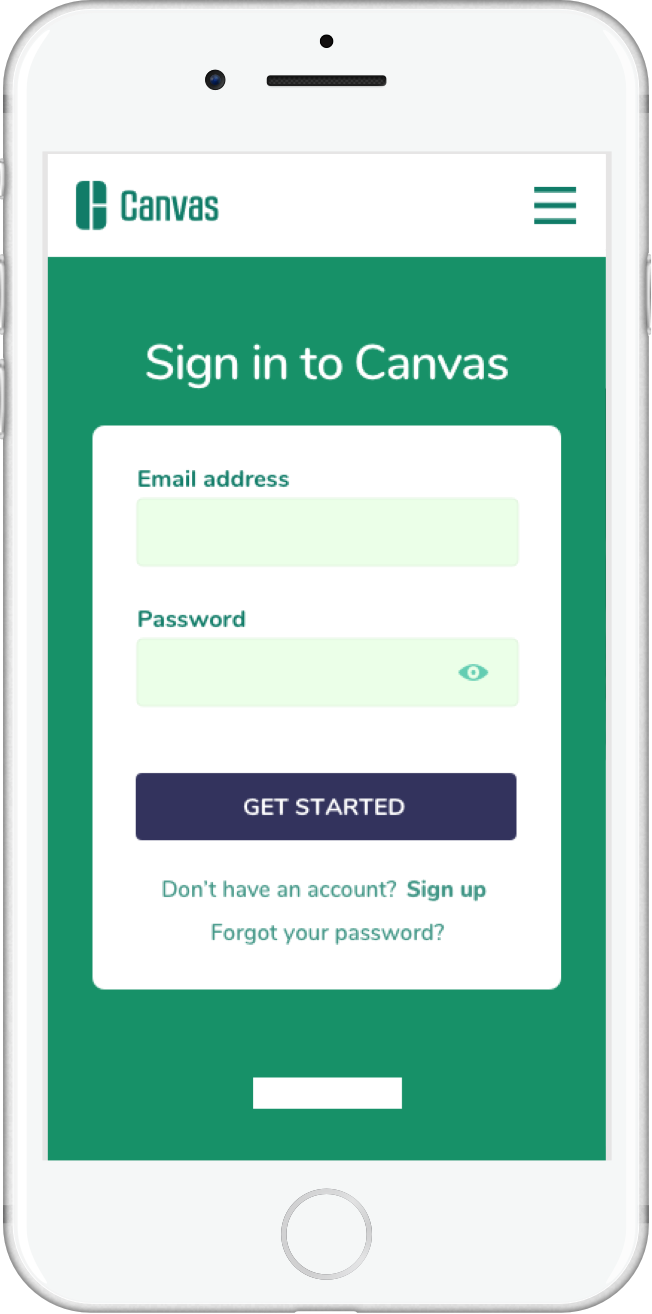 Canvas
Sign in to Canvas
Email address
Password
GET STARTED
Don't have an account? Sign up
Forgot your password?